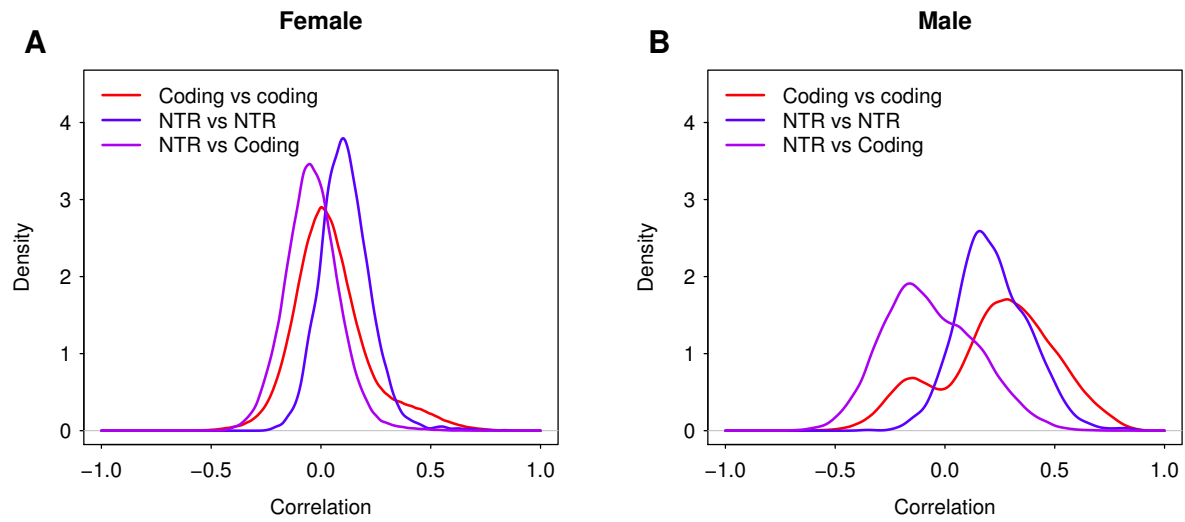 Female
A
Coding vs coding
NTR vs NTR
NTR vs Coding
4
3
2
1
0
Density
−1.0 −0.5 0.0 0.5 1.0
Correlation
Male
B
Coding vs coding
NTR vs NTR
NTR vs Coding
4
3
2
1
0
Density
−1.0 −0.5 0.0 0.5 1.0
Correlation